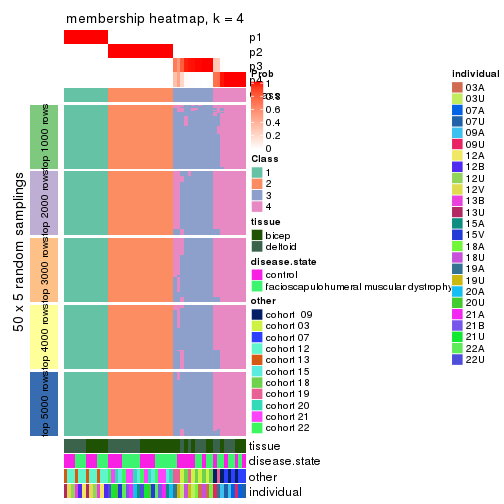 membership heatmap, k = 4
p1
p2
p3
p4
Prob
1
0.8
0.6
0.4
0.2
0
Class
1
2
3
4
tissue
bicep
deltoid
disease.state
control
facioscapulohumeral muscular dystrophy
other
cohort 09
cohort 03
cohort 07
cohort 12
cohort 13
cohort 15
cohort 18
cohort 19
cohort 20
cohort 21
cohort 22
individual
03A
03U
07A
07U
09A
09U
12A
12B
12U
12V
13B
13U
15A
15V
18A
18U
19A
19U
20A
20U
21A
21B
21U
22A
22U
50 x 5 random samplings
top 1000 rows
top 2000 rows
top 3000 rows
top 4000 rows
top 5000 rows
tissue
disease.state
other
individual